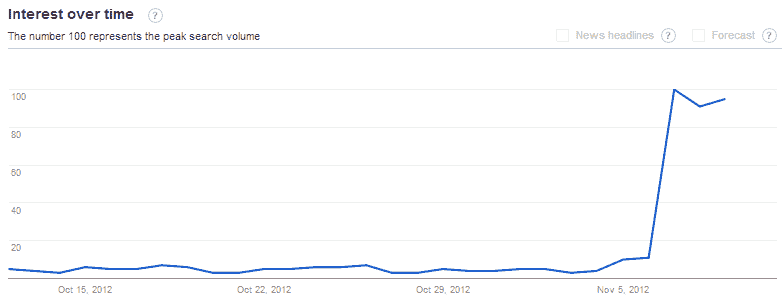 Interest over time ?
The number 100 represents the peak search volume
News headlines ? Forecast ?
100
80
60
40
20
Oct 15, 2012 Oct 22, 2012 Oct 29, 2012 Nov 5, 2012